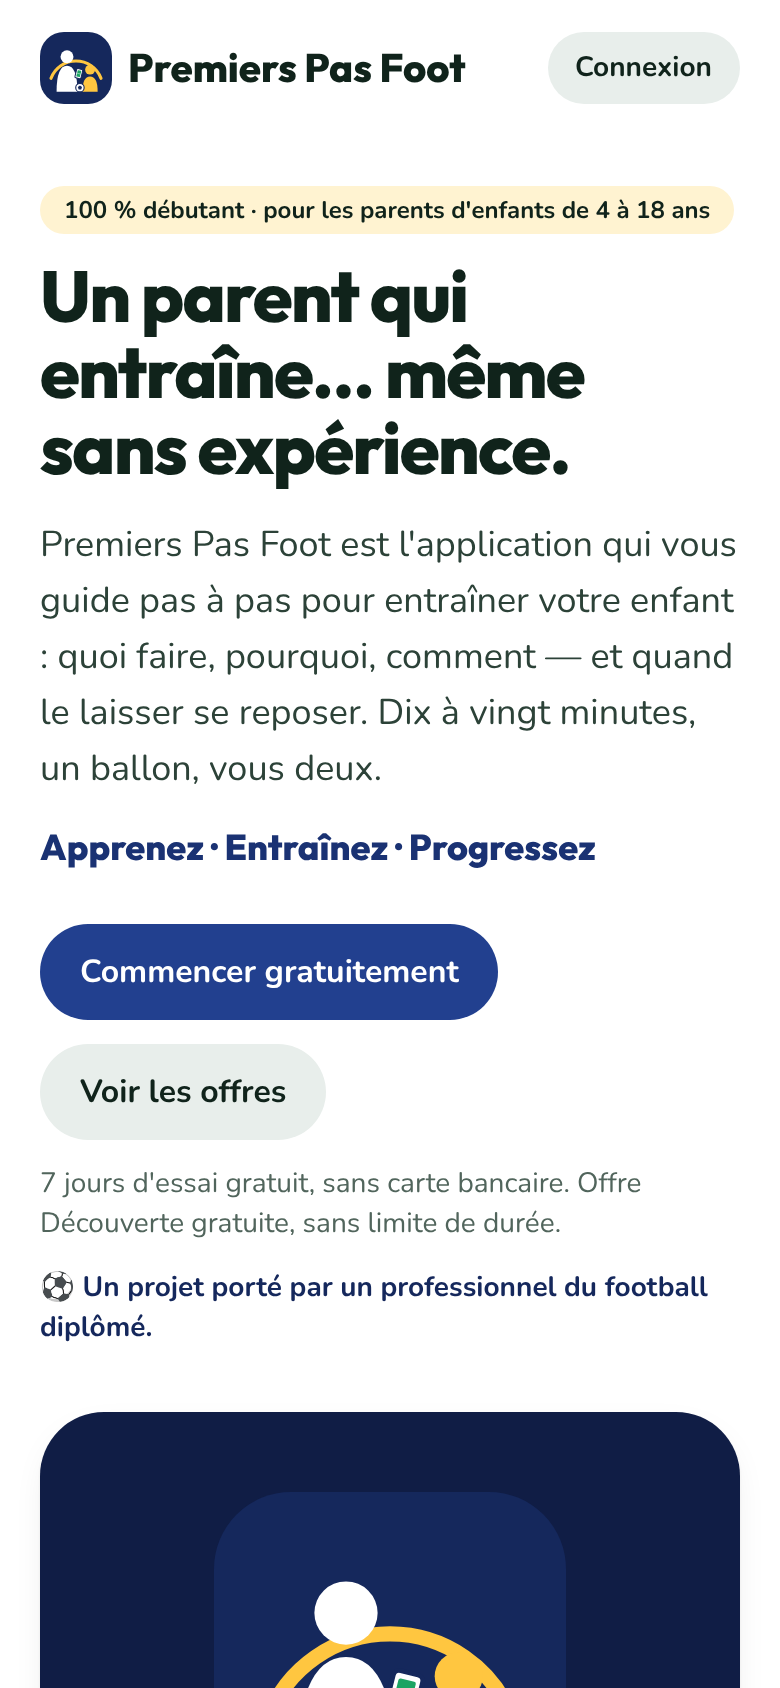 Premiers Pas Foot
Connexion
100 % débutant · pour les parents d'enfants de 4 à 18 ans
Un parent qui
entraîne... même
sans expérience.
Premiers Pas Foot est l'application qui vous
guide pas à pas pour entraîner votre enfant
: quoi faire, pourquoi, comment — et quand
le laisser se reposer. Dix à vingt minutes,
un ballon, vous deux.
Apprenez · Entraînez · Progressez
Commencer gratuitement
Voir les offres
7 jours d'essai gratuit, sans carte bancaire. Offre
Découverte gratuite, sans limite de durée.
⚽ Un projet porté par un professionnel du football
diplômé.